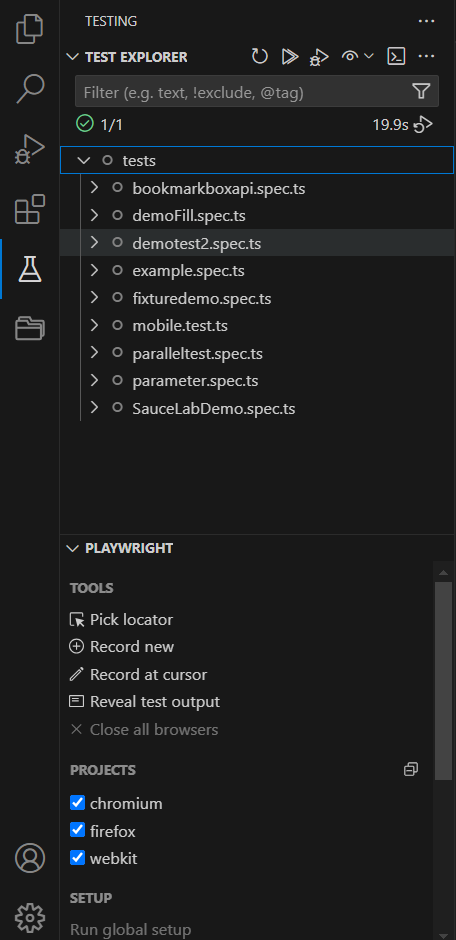 TESTING
TEST EXPLORER
Filter (e.g. text, !exclude, @tag)
1/1 19.9s
tests
bookmarkboxapi.spec.ts
demoFill.spec.ts
demotest2.spec.ts
example.spec.ts
fixturedemo.spec.ts
mobile.test.ts
paralleltest.spec.ts
parameter.spec.ts
SauceLabDemo.spec.ts
PLAYWRIGHT
TOOLS
Pick locator
Record new
Record at cursor
Reveal test output
Close all browsers
PROJECTS
chromium
firefox
webkit
SETUP
Run global setup